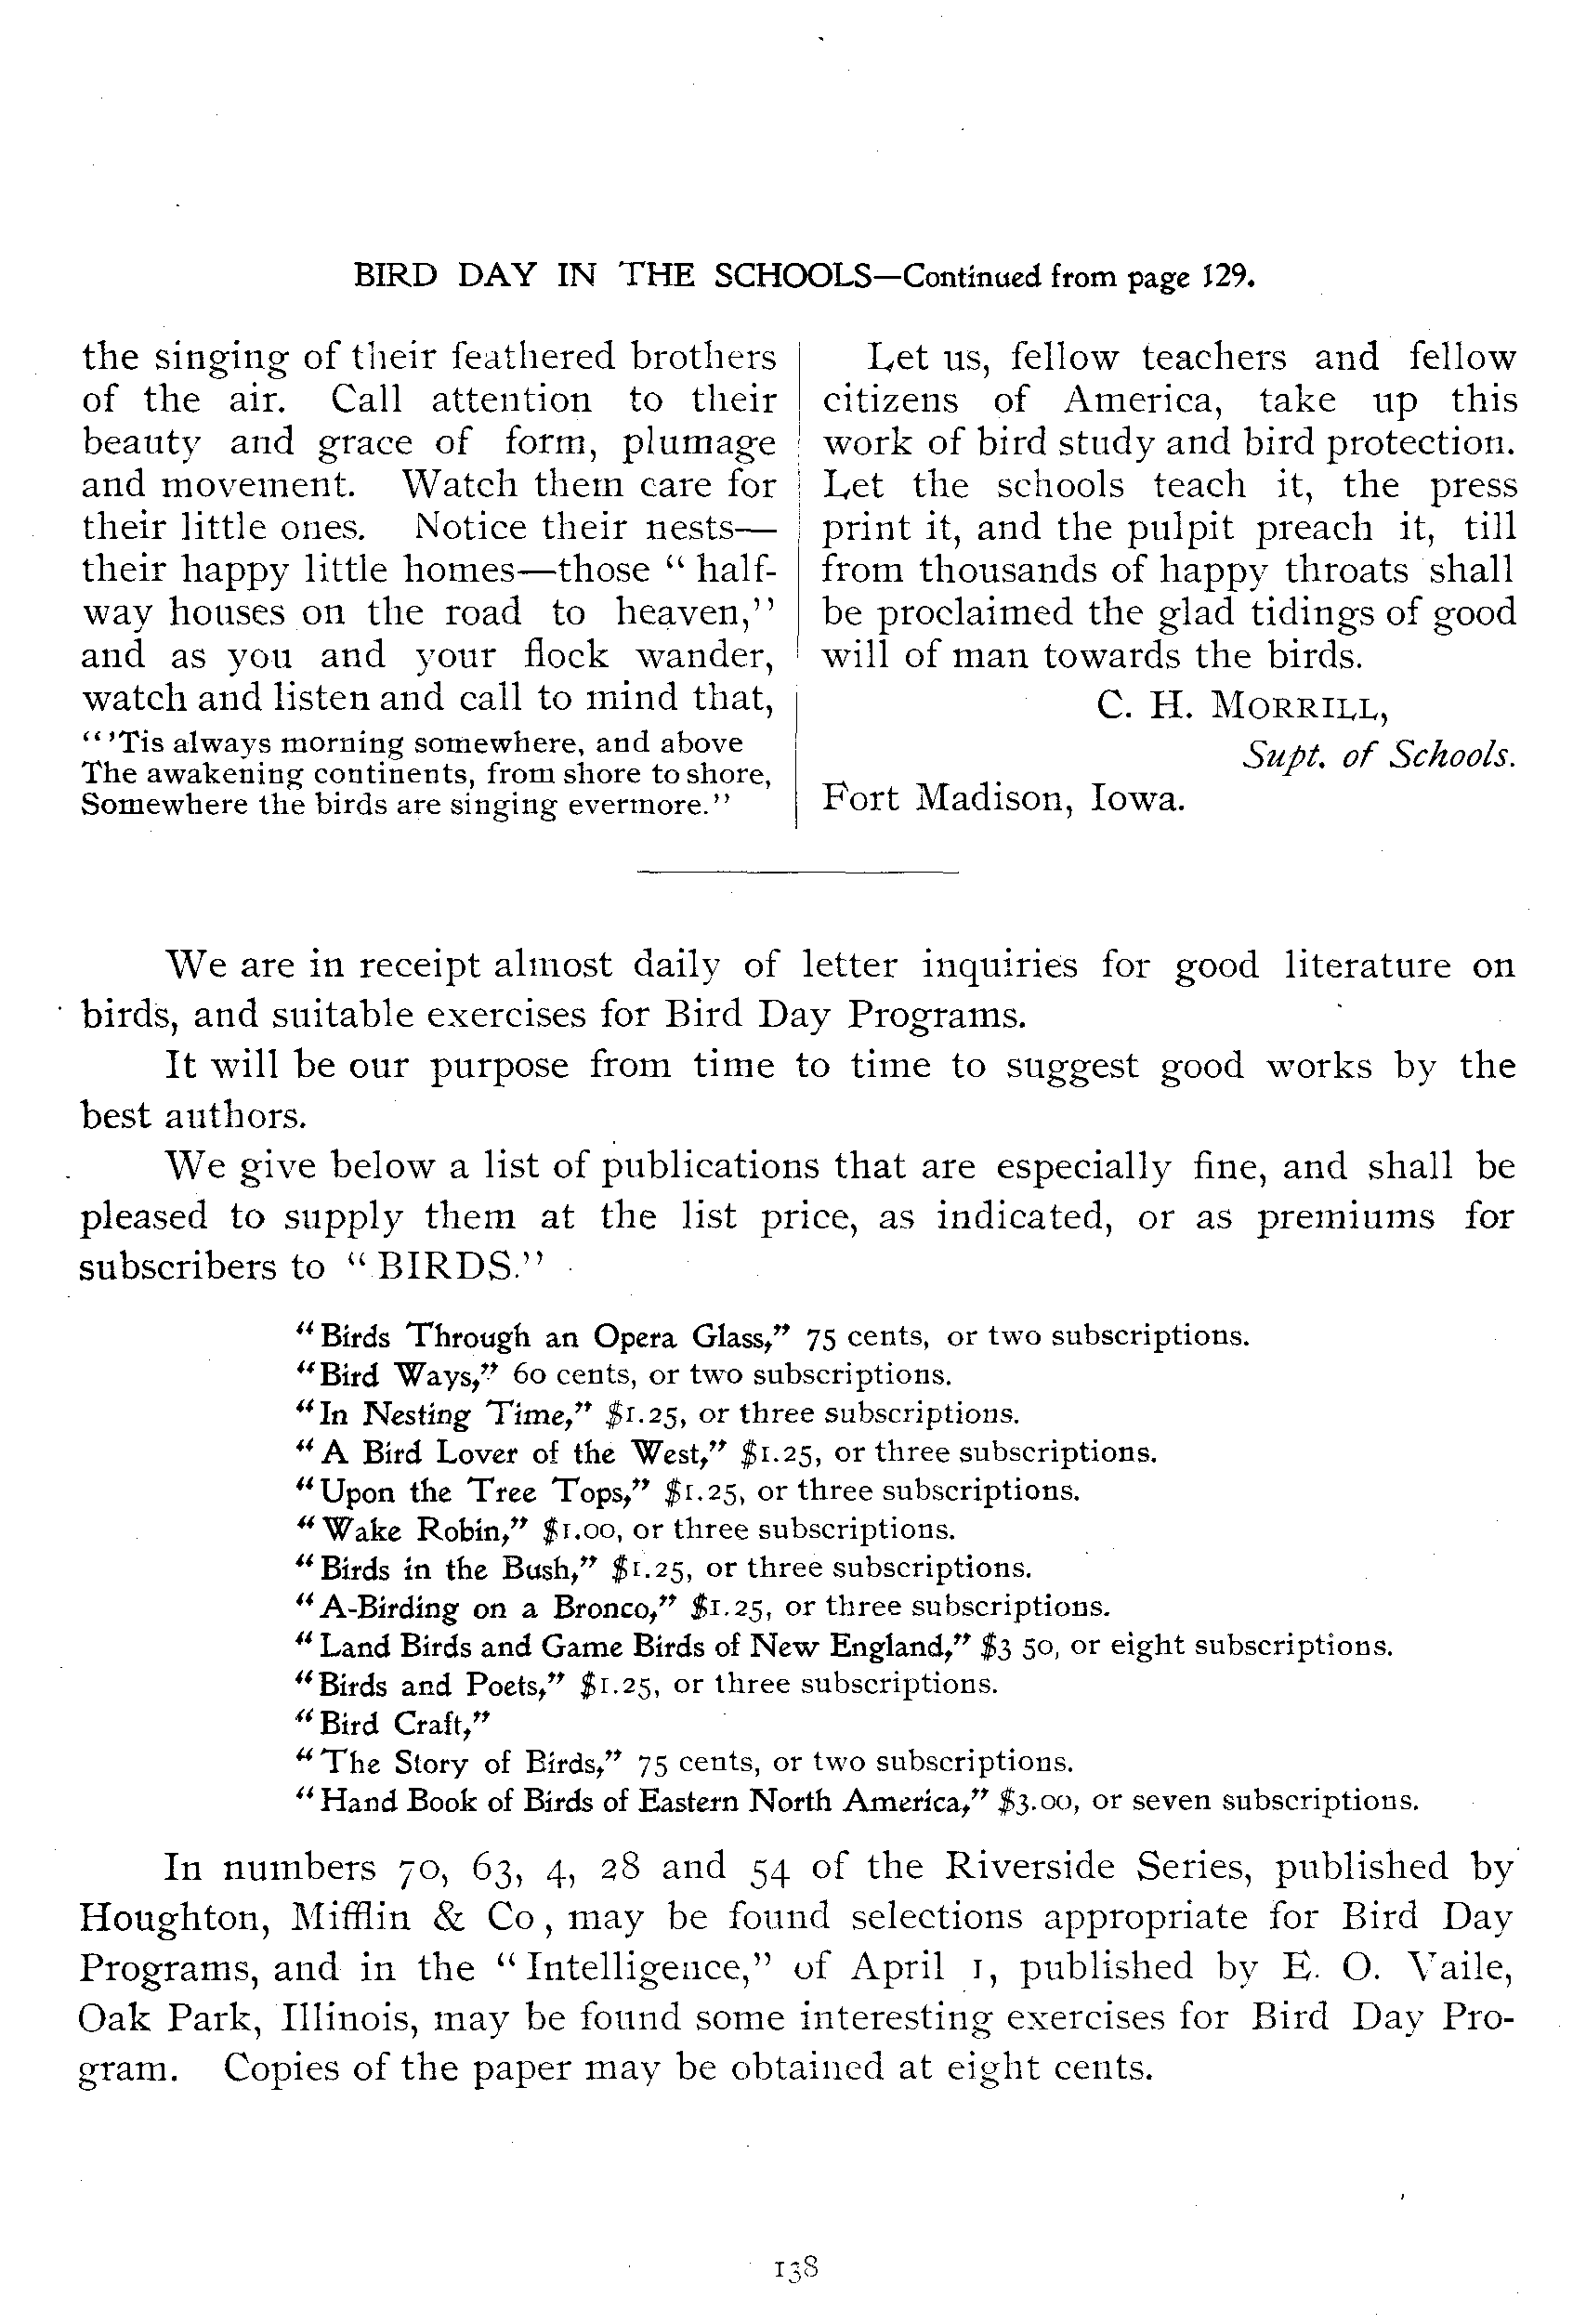 BIRD DAY IN THE SCHOOLS—Continued from page 129.
the singing of their feathered brothers
of the air. Call attention to their
beauty and grace of form, plumage
and movement. Watch them care for
their little ones. Notice their nests—
their happy little homes—those “ half-
way houses on the road to heaven,”
and as you and your flock wander,
watch and listen and call to mind that,
“’Tis always morning somewhere, and above
The awakening continents, from shore to shore,
Somewhere the birds are singing evermore.”
Let us, fellow teachers and fellow
citizens of America, take up this
work of bird study and bird protection.
Let the schools teach it, the press
print it, and the pulpit preach it, till
from thousands of happy throats shall
be proclaimed the glad tidings of good
will of man towards the birds.
C. H. MORRILL,
Supt. of Schools.
Fort Madison, Iowa.
We are in receipt almost daily of letter inquiries for good literature on
birds, and suitable exercises for Bird Day Programs.
It will be our purpose from time to time to suggest good works by the
best authors.
We give below a list of publications that are especially fine, and shall be
pleased to supply them at the list price, as indicated, or as premiums for
subscribers to “ BIRDS.”
“Birds Through an Opera Glass,” 75 cents, or two subscriptions.
“Bird Ways,” 60 cents, or two subscriptions.
“In Nesting Time,” $1.25, or three subscriptions.
“A Bird Lover of the West,” $1.25, or three subscriptions.
“Upon the Tree Tops,” $1.25, or three subscriptions.
“Wake Robin,” $1.00, or three subscriptions.
“Birds in the Bush,” $1.25, or three subscriptions.
“A-Birding on a Bronco,” $1.25, or three subscriptions.
“Land Birds and Game Birds of New England,” $3 50, or eight subscriptions.
“Birds and Poets,” $1.25, or three subscriptions.
“Bird Craft,”
“The Story of Birds,” 75 cents, or two subscriptions.
“Hand Book of Birds of Eastern North America,” $3.00, or seven subscriptions.
In numbers 70, 63, 4, 28 and 54 of the Riverside Series, published by
Houghton, Mifflin & Co , may be found selections appropriate for Bird Day
Programs, and in the “ Intelligence,” of April 1, published by E. O. Vaile,
Oak Park, Illinois, may be found some interesting exercises for Bird Day Pro-
gram. Copies of the paper may be obtained at eight cents.
138